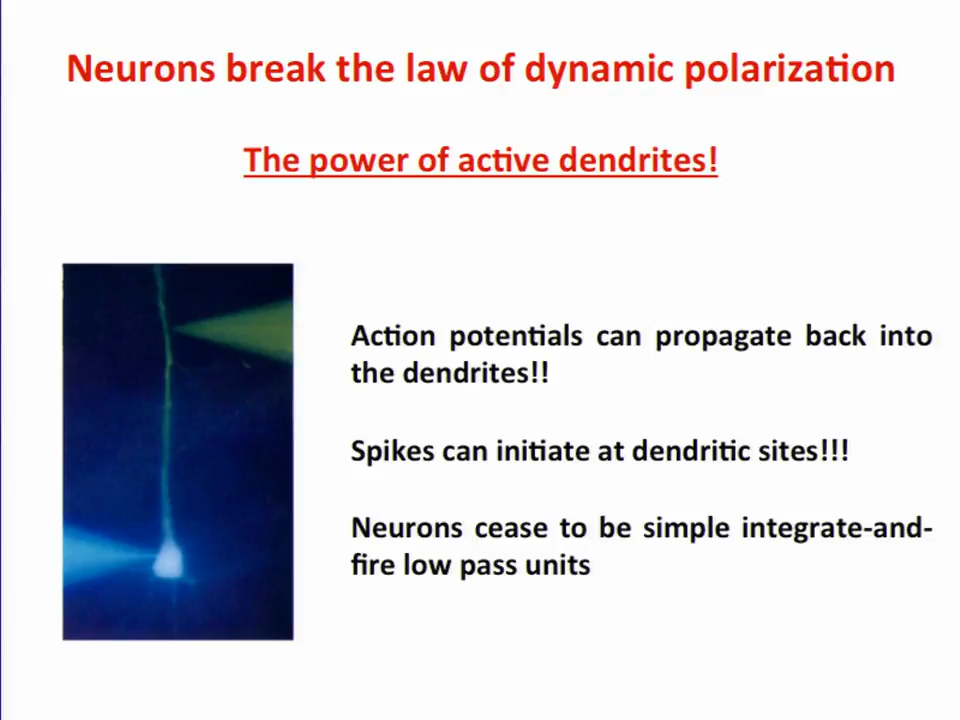 Neurons break the law of dynamic polarization
The power of active dendrites!
Action potentials can propagate back into
the dendrites!!
Spikes can initiate at dendritic sites!!!
Neurons cease to be simple integrate-and-
fire low pass units